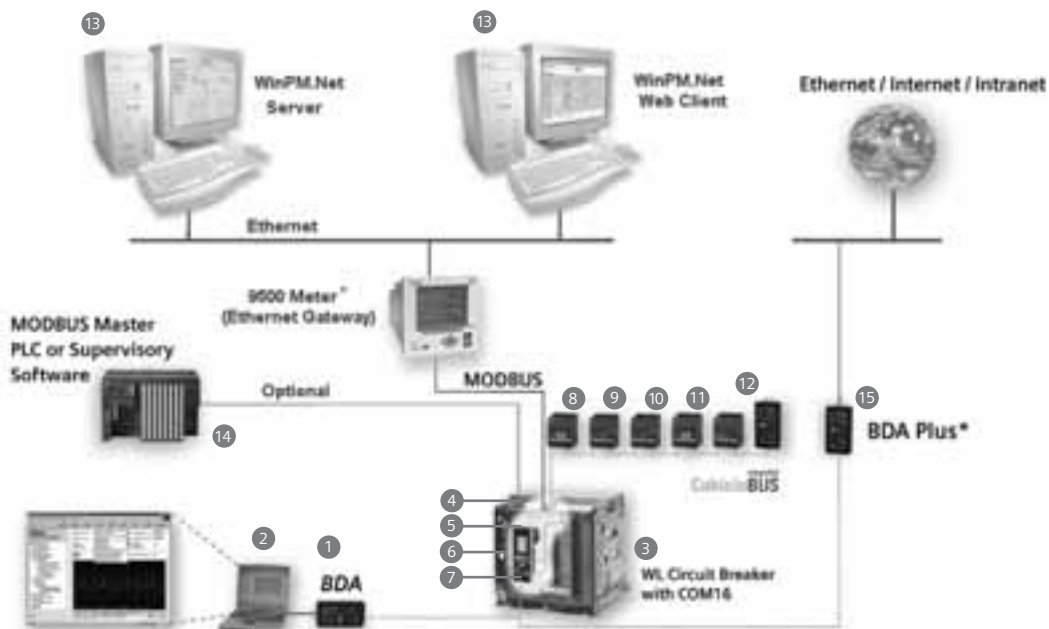 13
13
WinPM.Net
Server
WinPM.Net
Web Client
Ethernet / Internet / Intranet
Ethernet
9500 Meter*
(Ethernet Gateway)
MODBUS Master
PLC or Supervisory
Software
Optional
MODBUS
14
8
9
10
11
12
15
BDA Plus*
CubicleBUS
4
5
6
7
3
WL Circuit Breaker
with COM16
2
1
BDA